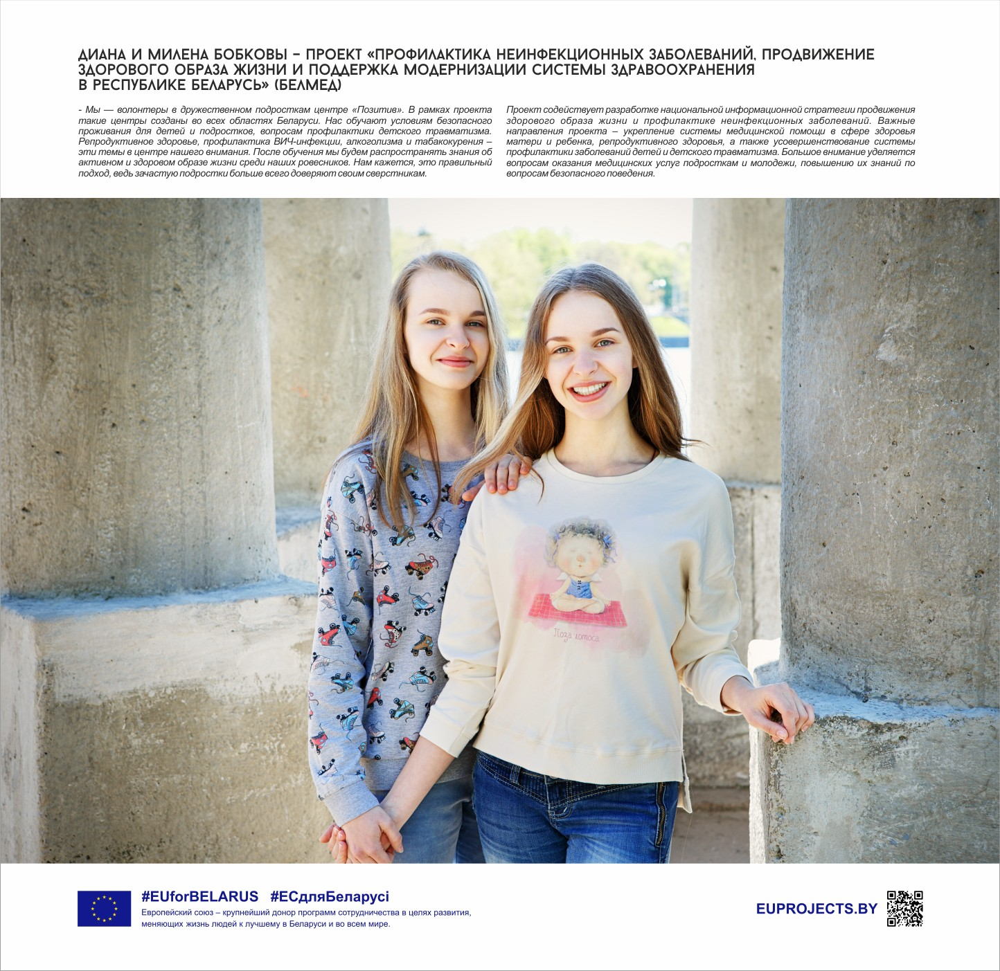 ДИАНА И МИЛЕНА БОБКОВЫ – ПРОЕКТ «ПРОФИЛАКТИКА НЕИНФЕКЦИОННЫХ ЗАБОЛЕВАНИЙ, ПРОДВИЖЕНИЕ
ЗДОРОВОГО ОБРАЗА ЖИЗНИ И ПОДДЕРЖКА МОДЕРНИЗАЦИИ СИСТЕМЫ ЗДРАВООХРАНЕНИЯ
В РЕСПУБЛИКЕ БЕЛАРУСЬ» (БЕЛМЕД)
- Мы — волонтеры в дружественном подросткам центре «Позитив». В рамках проекта
такие центры созданы во всех областях Беларуси. Нас обучают условиям безопасного
проживания для детей и подростков, вопросам профилактики детского травматизма.
Репродуктивное здоровье, профилактика ВИЧ-инфекции, алкоголизма и табакокурения –
эти темы в центре нашего внимания. После обучения мы будем распространять знания об
активном и здоровом образе жизни среди наших ровесников. Нам кажется, это правильный
подход, ведь зачастую подростки больше всего доверяют своим сверстникам.
Проект содействует разработке национальной информационной стратегии продвижения
здорового образа жизни и профилактике неинфекционных заболеваний. Важные
направления проекта – укрепление системы медицинской помощи в сфере здоровья
матери и ребенка, репродуктивного здоровья, а также усовершенствование системы
профилактики заболеваний детей и детского травматизма. Большое внимание уделяется
вопросам оказания медицинских услуг подросткам и молодежи, повышению их знаний по
вопросам безопасного поведения.
Поза лотоса
#EUforBELARUS #ЕСдляБеларусі
Европейский союз – крупнейший донор программ сотрудничества в целях развития,
меняющих жизнь людей к лучшему в Беларуси и во всем мире.
EUPROJECTS.BY